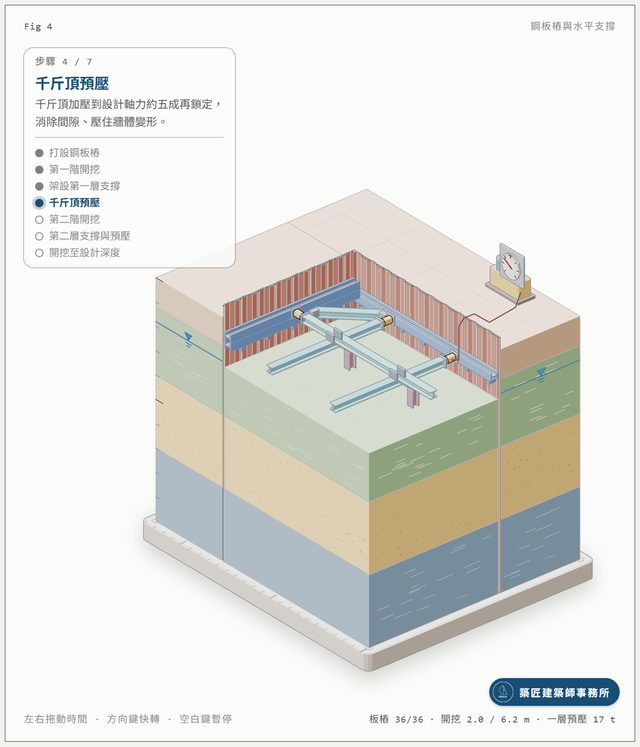 Fig 4
鋼板樁與水平支撐
步驟 4 / 7
千斤頂預壓
千斤頂加壓到設計軸力約五成再鎖定，
消除間隙、壓住牆體變形。
打設鋼板樁
第一階開挖
架設第一層支撐
千斤頂預壓
第二階開挖
第二層支撐與預壓
開挖至設計深度
築匠建築師事務所
左右拖動時間 · 方向鍵快轉 · 空白鍵暫停
板樁 36/36 · 開挖 2.0 / 6.2 m · 一層預壓 17 t